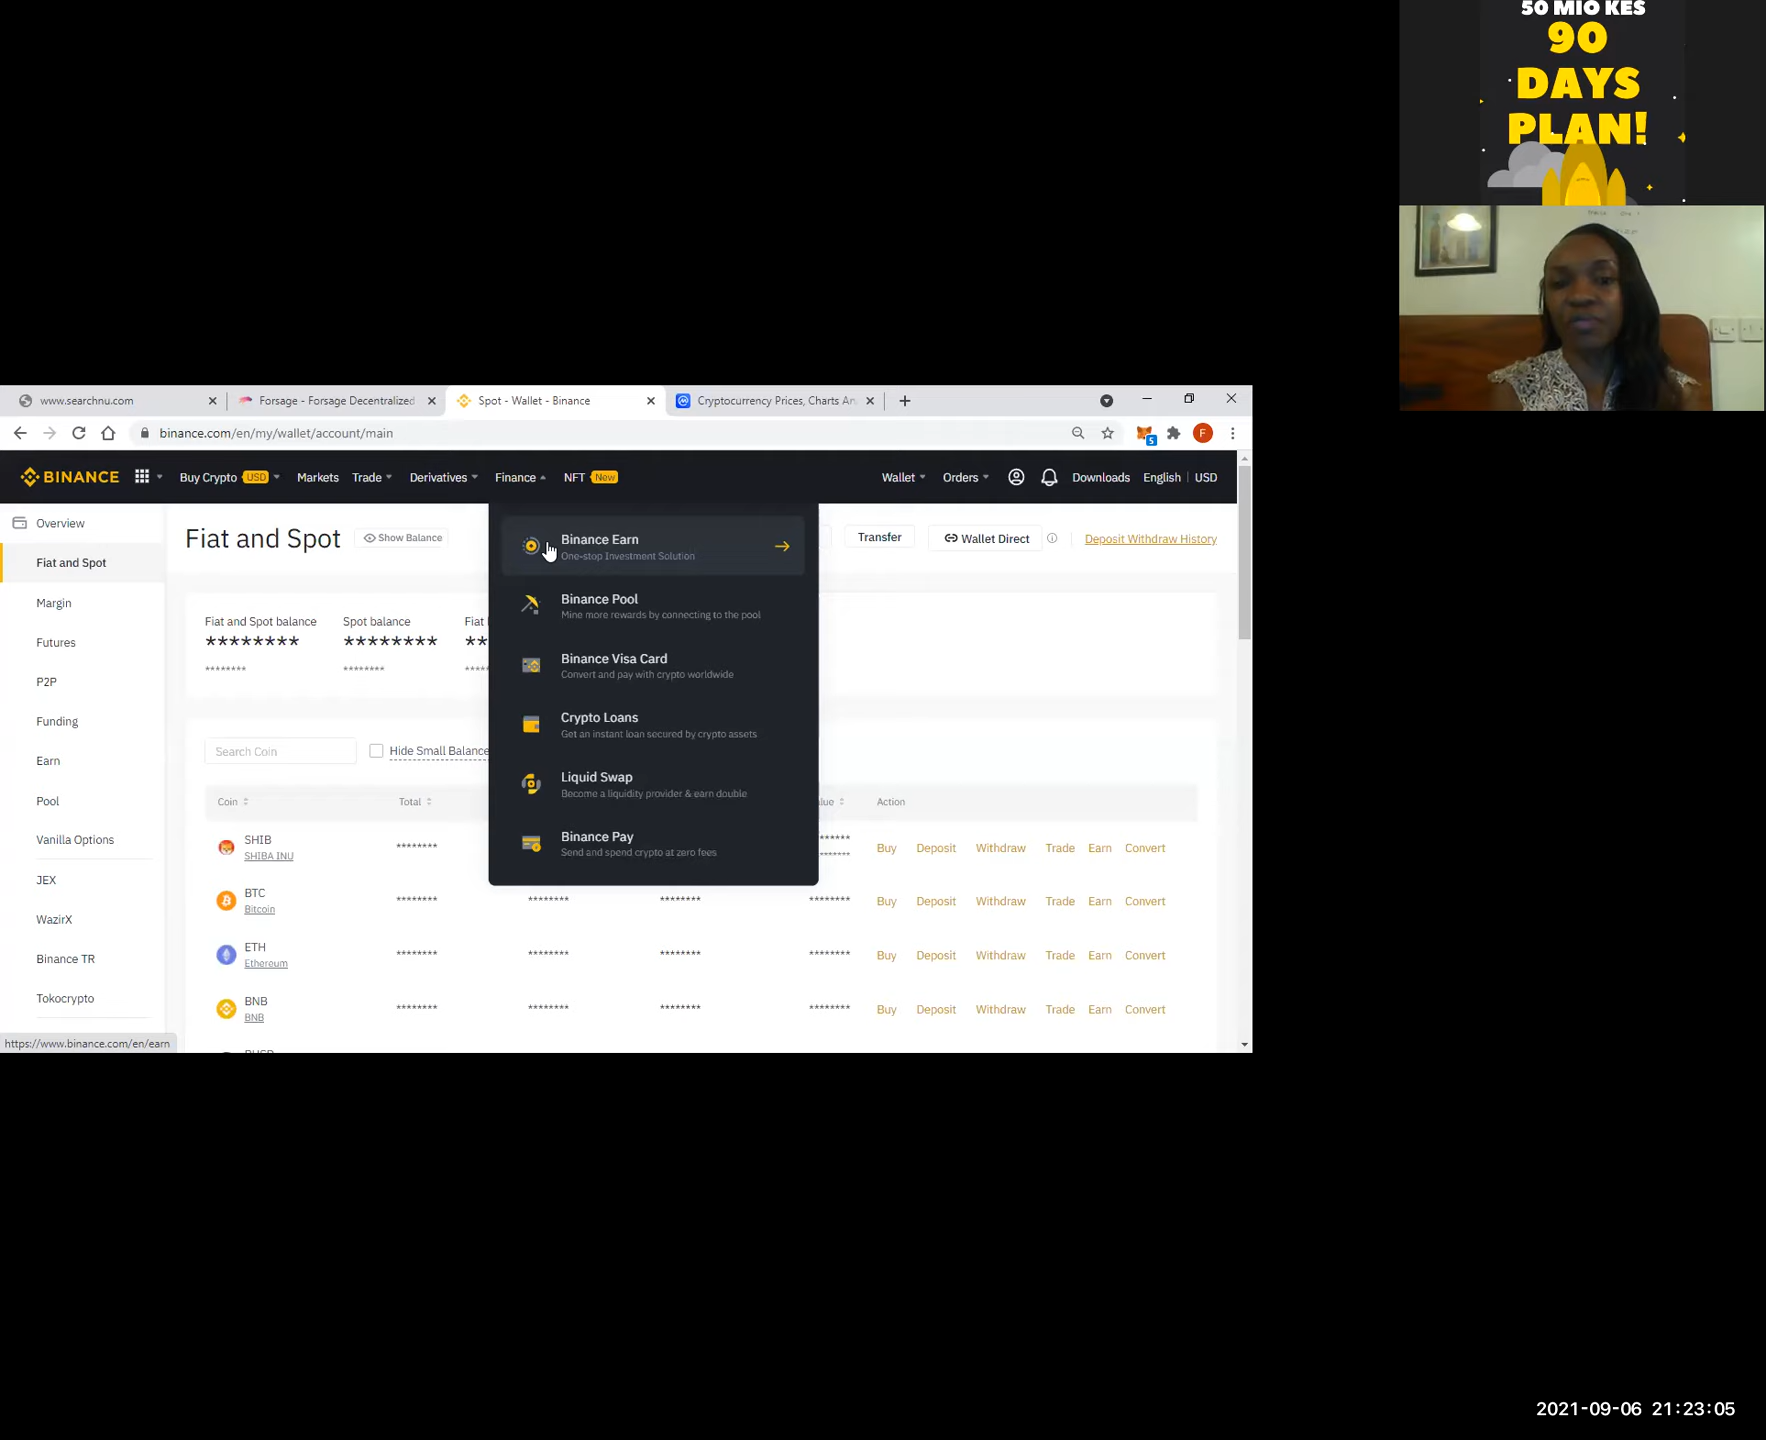 50 MIO KES
90
DAYS
PLAN!
www.searchnu.com
Forsage - Forsage Decentralized
Spot - Wallet - Binance
Cryptocurrency Prices, Charts An
binance.com/en/my/wallet/account/main
5
F
BINANCE
Buy Crypto USD
Markets
Trade
Derivatives
Finance
NFT New
Wallet
Orders
Downloads
English
USD
Overview
Fiat and Spot
Margin
Futures
P2P
Funding
Earn
Pool
Vanilla Options
JEX
WazirX
Binance TR
Tokocrypto
Fiat and Spot
Show Balance
Transfer
Wallet Direct
Deposit Withdraw History
Fiat and Spot balance
********
********
Spot balance
********
********
Fiat
Binance Earn
One-stop Investment Solution
Binance Pool
Mine more rewards by connecting to the pool
Binance Visa Card
Convert and pay with crypto worldwide
Crypto Loans
Get an instant loan secured by crypto assets
Liquid Swap
Become a liquidity provider & earn double
Binance Pay
Send and spend crypto at zero fees
Search Coin
Hide Small Balance
Coin Total Action
SHIB ********
SHIBA INU
Buy Deposit Withdraw Trade Earn Convert
BTC
Bitcoin
******** ******** ******** ********
Buy Deposit Withdraw Trade Earn Convert
ETH
Ethereum
******** ******** ******** ********
Buy Deposit Withdraw Trade Earn Convert
BNB
BNB
******** ******** ******** ********
Buy Deposit Withdraw Trade Earn Convert
https://www.binance.com/en/earn
2021-09-06 21:23:05